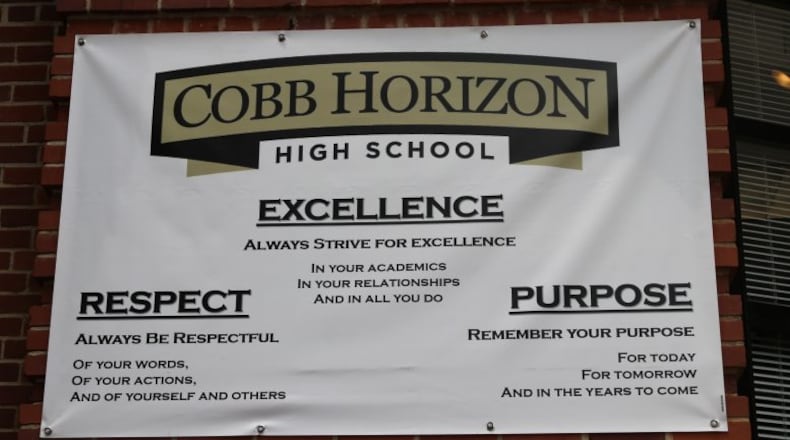 COBB HORIZON
HIGH SCHOOL
EXCELLENCE
ALWAYS STRIVE FOR EXCELLENCE
IN YOUR ACADEMICS
IN YOUR RELATIONSHIPS
AND IN ALL YOU DO
RESPECT
ALWAYS BE RESPECTFUL
OF YOUR WORDS,
OF YOUR ACTIONS,
AND OF YOURSELF AND OTHERS
PURPOSE
REMEMBER YOUR PURPOSE
FOR TODAY
FOR TOMORROW
AND IN THE YEARS TO COME